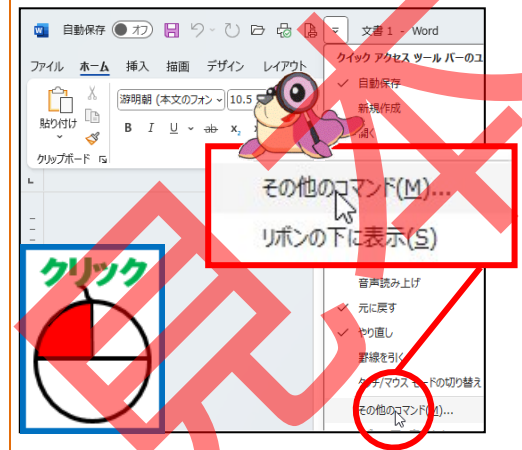 自動保存 オフ 文書 1 - Word
ファイル ホーム 挿入 描画 デザイン レイアウト
クイック アクセス ツール バーのユ
自動保存
新規作成
開く
貼り付け
游明朝 (本文のフォン 10.5
B I U ab x₂
クリップボード
その他のコマンド(M)...
リボンの下に表示(S)
クリック
音声読み上げ
元に戻す
やり直し
罫線を引く
タッチ/マウス モードの切り替え
その他のコマンド(M)...
見本